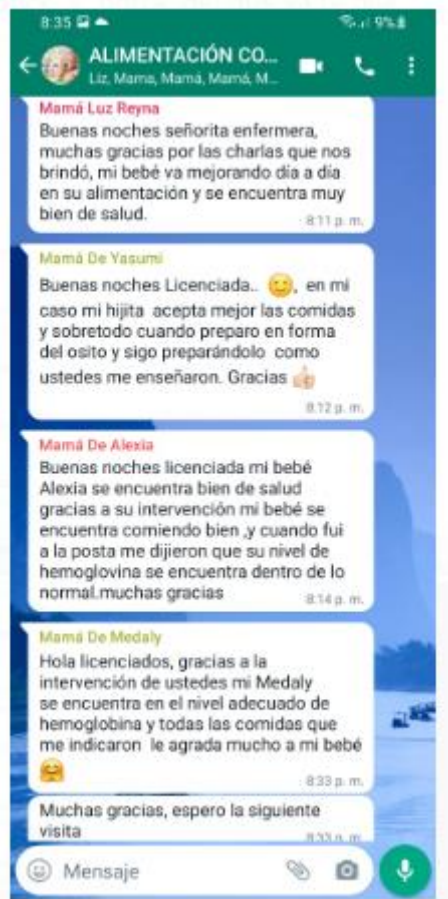 8:35 9%
ALIMENTACIÓN CO...
Liz, Mama, Mamá, Mamá, M...
Mamá Luz Reyna
Buenas noches señorita enfermera,
muchas gracias por las charlas que nos
brindó, mi bebé va mejorando día a día
en su alimentación y se encuentra muy
bien de salud.
8:11 p. m.
Mamá De Yasumi
Buenas noches Licenciada.. 😊, en mi
caso mi hijita acepta mejor las comidas
y sobretodo cuando preparo en forma
del osito y sigo preparándolo como
ustedes me enseñaron. Gracias 👍🏻
8:12 p. m.
Mamá De Alexia
Buenas noches licenciada mi bebé
Alexia se encuentra bien de salud
gracias a su intervención mi bebé se
encuentra comiendo bien ,y cuando fui
a la posta me dijeron que su nivel de
hemoglovina se encuentra dentro de lo
normal.muchas gracias
8:14 p. m.
Mamá De Medaly
Hola licenciados, gracias a la
intervención de ustedes mi Medaly
se encuentra en el nivel adecuado de
hemoglobina y todas las comidas que
me indicaron le agrada mucho a mi bebé
🤗
8:33 p. m.
Muchas gracias, espero la siguiente
visita
8:33 p. m.
Mensaje